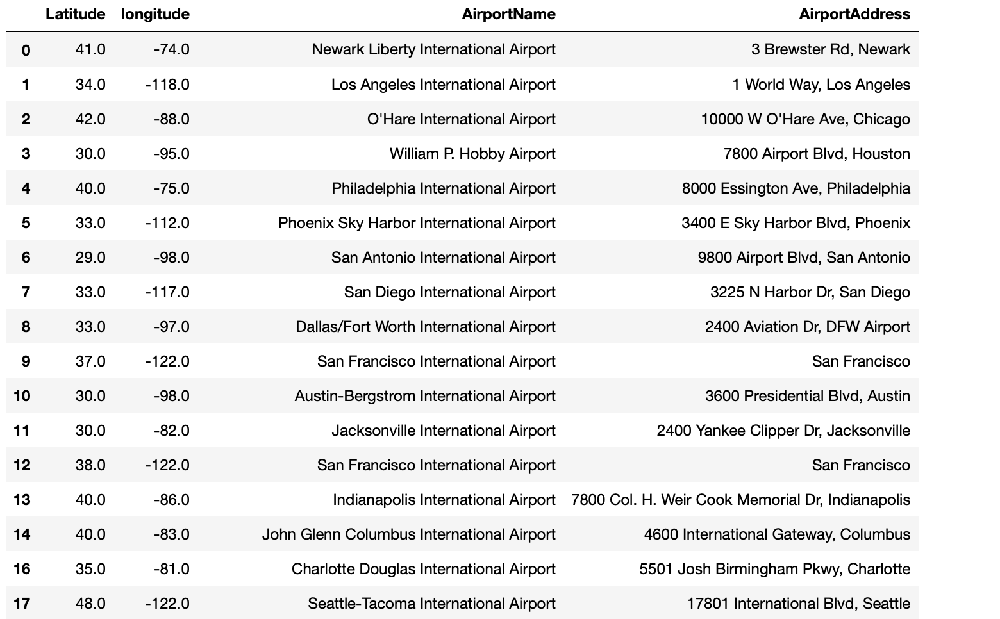 Latitude longitude AirportName AirportAddress
0 41.0 -74.0 Newark Liberty International Airport 3 Brewster Rd, Newark
1 34.0 -118.0 Los Angeles International Airport 1 World Way, Los Angeles
2 42.0 -88.0 O'Hare International Airport 10000 W O'Hare Ave, Chicago
3 30.0 -95.0 William P. Hobby Airport 7800 Airport Blvd, Houston
4 40.0 -75.0 Philadelphia International Airport 8000 Essington Ave, Philadelphia
5 33.0 -112.0 Phoenix Sky Harbor International Airport 3400 E Sky Harbor Blvd, Phoenix
6 29.0 -98.0 San Antonio International Airport 9800 Airport Blvd, San Antonio
7 33.0 -117.0 San Diego International Airport 3225 N Harbor Dr, San Diego
8 33.0 -97.0 Dallas/Fort Worth International Airport 2400 Aviation Dr, DFW Airport
9 37.0 -122.0 San Francisco International Airport San Francisco
10 30.0 -98.0 Austin-Bergstrom International Airport 3600 Presidential Blvd, Austin
11 30.0 -82.0 Jacksonville International Airport 2400 Yankee Clipper Dr, Jacksonville
12 38.0 -122.0 San Francisco International Airport San Francisco
13 40.0 -86.0 Indianapolis International Airport 7800 Col. H. Weir Cook Memorial Dr, Indianapolis
14 40.0 -83.0 John Glenn Columbus International Airport 4600 International Gateway, Columbus
16 35.0 -81.0 Charlotte Douglas International Airport 5501 Josh Birmingham Pkwy, Charlotte
17 48.0 -122.0 Seattle-Tacoma International Airport 17801 International Blvd, Seattle